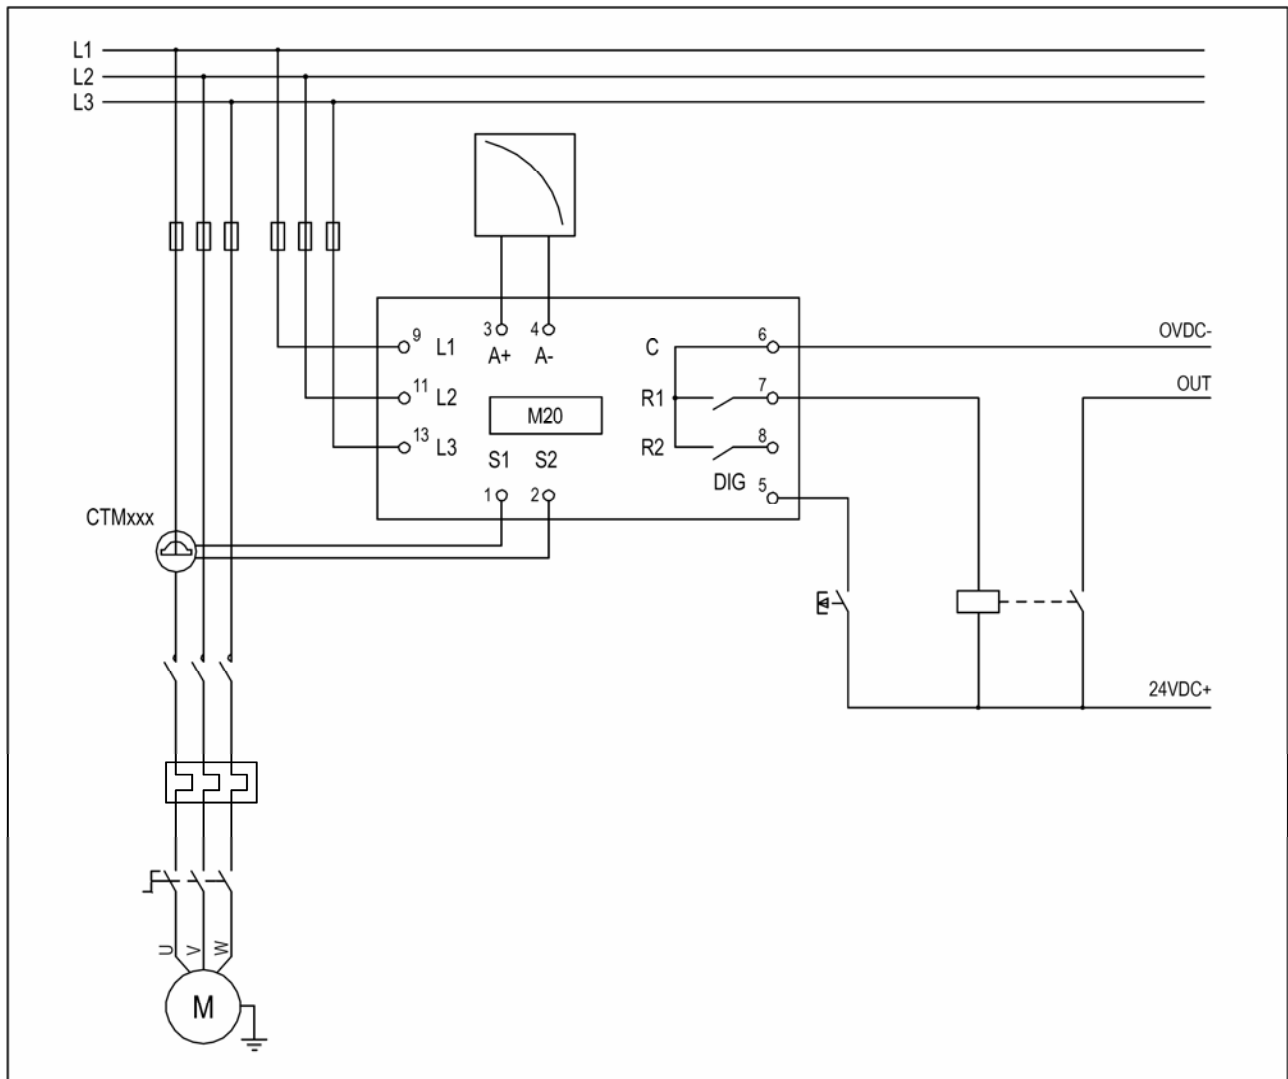 L1
L2
L3
9 L1
3 4
A+ A-
C 6
OVDC-
11 L2
M20
R1 7
OUT
13 L3
S1 S2
R2 8
1 2
DIG 5
CTMxxx
24VDC+
U V W
M